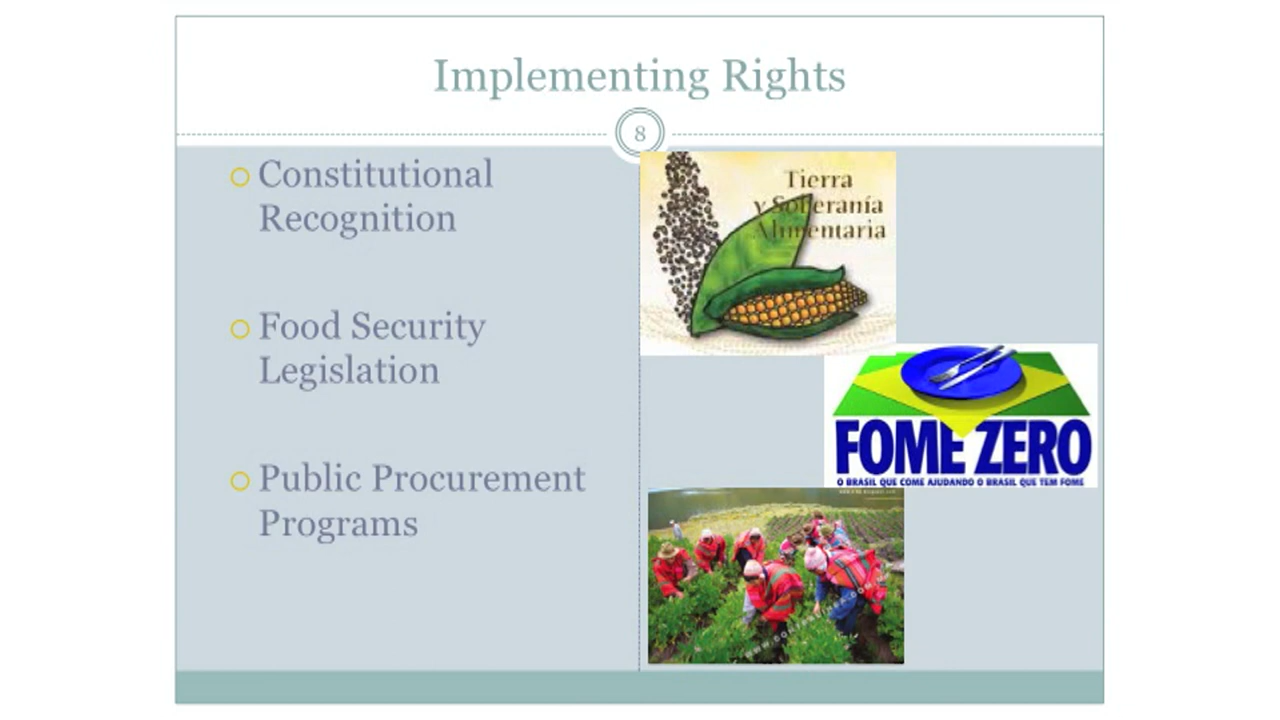 Implementing Rights
8
Constitutional
Recognition
Food Security
Legislation
Public Procurement
Programs
Tierra
y Soberanía
Alimentaria
FOME ZERO
O BRASIL QUE COME AJUDANDO O BRASIL QUE TEM FOME